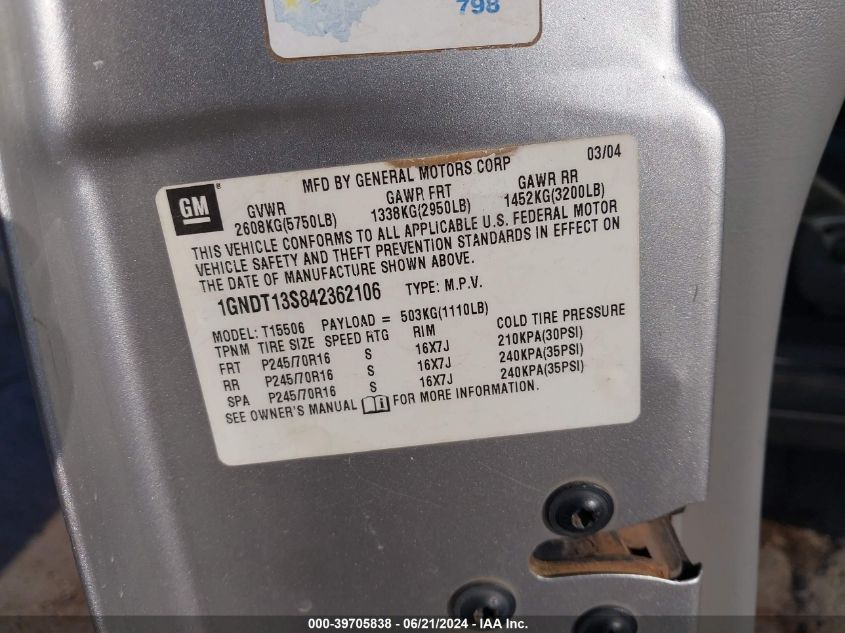 798
MFD BY GENERAL MOTORS CORP 03/04
GM ®
GVWR GAWR FRT GAWR RR
2608KG(5750LB) 1338KG(2950LB) 1452KG(3200LB)
THIS VEHICLE CONFORMS TO ALL APPLICABLE U.S. FEDERAL MOTOR
VEHICLE SAFETY AND THEFT PREVENTION STANDARDS IN EFFECT ON
THE DATE OF MANUFACTURE SHOWN ABOVE.
1GNDT13S842362106 TYPE: M.P.V.
MODEL: T15506 PAYLOAD = 503KG(1110LB)
TPNM TIRE SIZE SPEED RTG RIM COLD TIRE PRESSURE
FRT P245/70R16 S 16X7J 210KPA(30PSI)
RR P245/70R16 S 16X7J 240KPA(35PSI)
SPA P245/70R16 S 16X7J 240KPA(35PSI)
SEE OWNER'S MANUAL i FOR MORE INFORMATION.
000-39705838 - 06/21/2024 - IAA Inc.